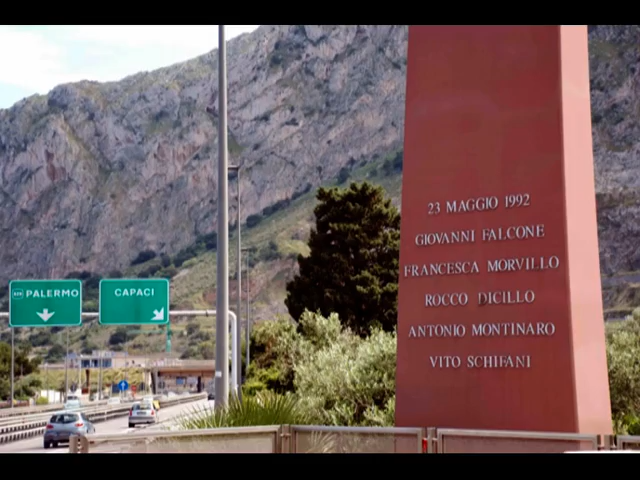 23 MAGGIO 1992
GIOVANNI FALCONE
FRANCESCA MORVILLO
ROCCO DICILLO
ANTONIO MONTINARO
VITO SCHIFANI
PALERMO
CAPACI